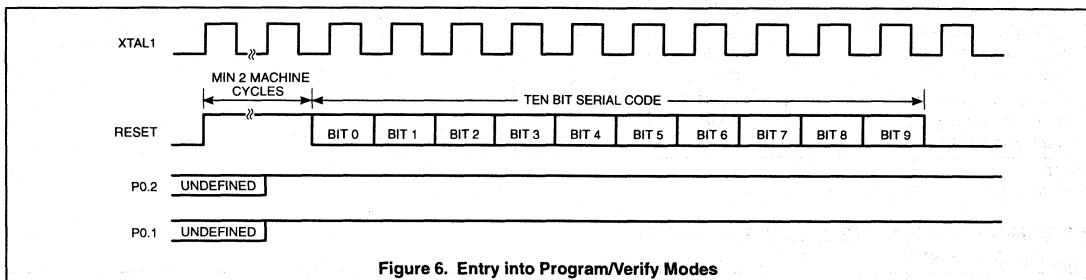 XTAL1
MIN 2 MACHINE
CYCLES
TEN BIT SERIAL CODE
RESET
BIT 0 BIT 1 BIT 2 BIT 3 BIT 4 BIT 5 BIT 6 BIT 7 BIT 8 BIT 9
P0.2 UNDEFINED
P0.1 UNDEFINED
Figure 6. Entry into Program/Verify Modes